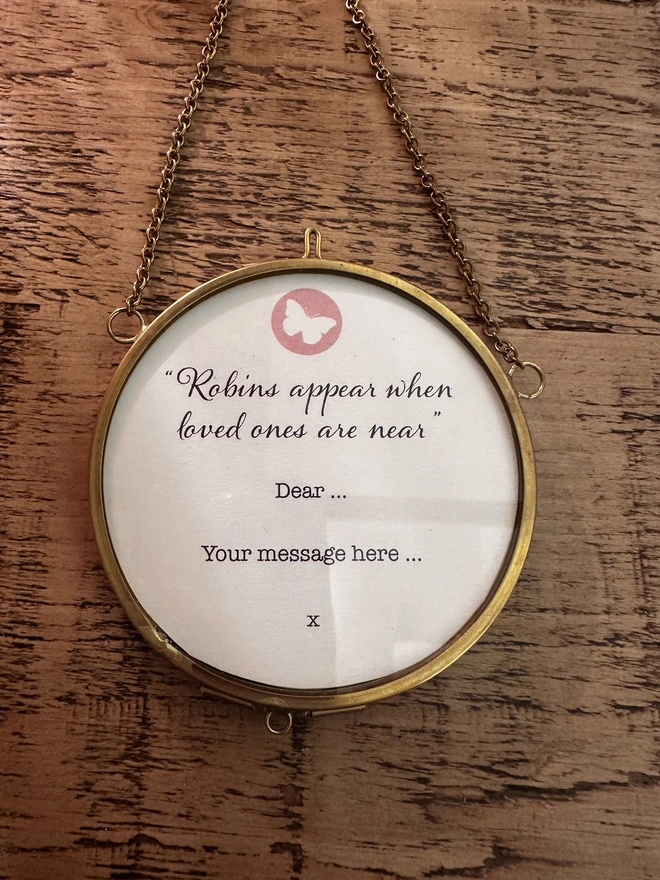 “Robins appear when
loved ones are near”
Dear ...
Your message here ...
x